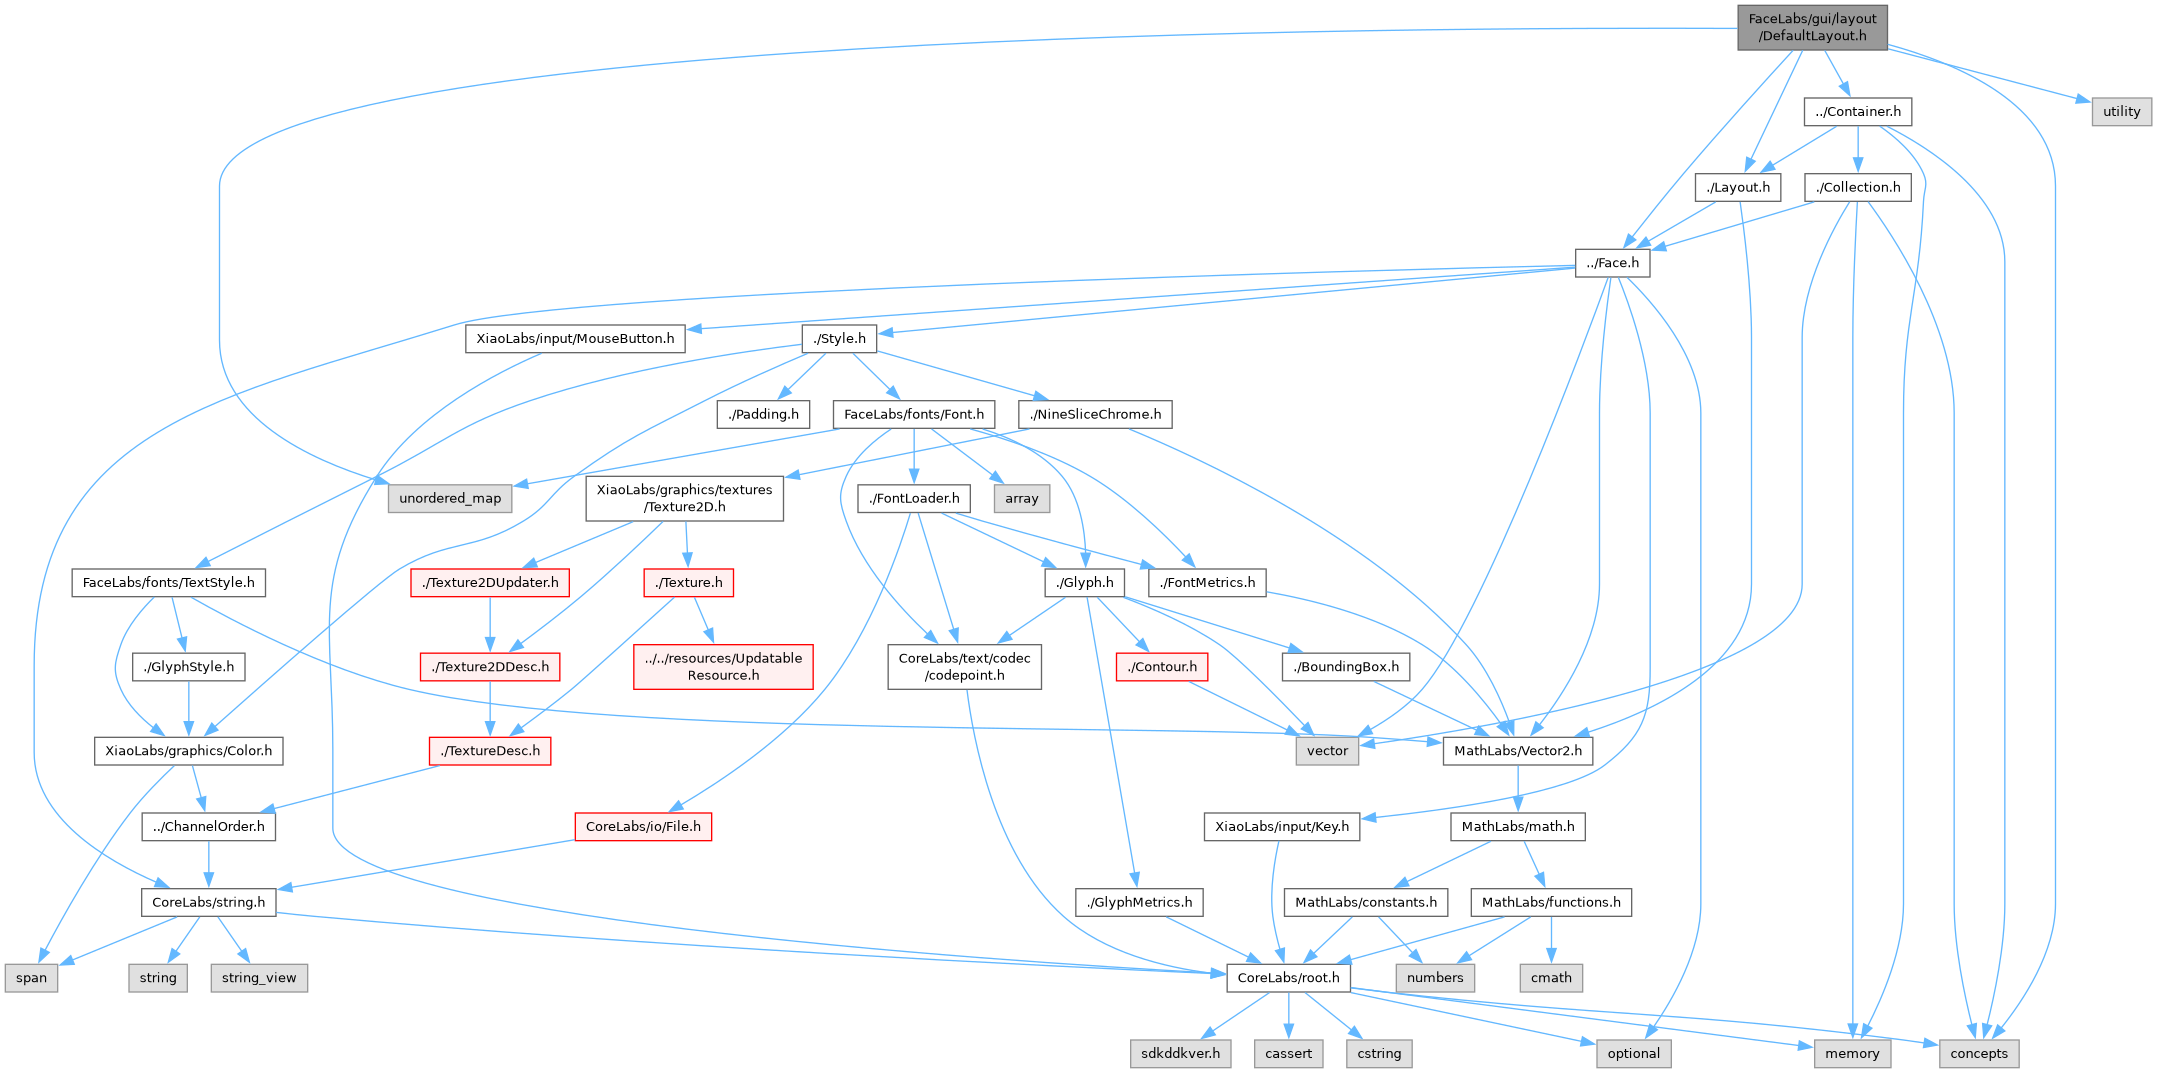 FaceLabs/gui/layout
/DefaultLayout.h
../Container.h
utility
./Layout.h
./Collection.h
../Face.h
XiaoLabs/input/MouseButton.h
./Style.h
./Padding.h
FaceLabs/fonts/Font.h
./NineSliceChrome.h
unordered_map
XiaoLabs/graphics/textures
/Texture2D.h
./FontLoader.h
array
FaceLabs/fonts/TextStyle.h
./Texture2DUpdater.h
./Texture.h
./Glyph.h
./FontMetrics.h
./GlyphStyle.h
./Texture2DDesc.h
../../resources/Updatable
Resource.h
CoreLabs/text/codec
/codepoint.h
./Contour.h
./BoundingBox.h
XiaoLabs/graphics/Color.h
./TextureDesc.h
vector
MathLabs/Vector2.h
../ChannelOrder.h
CoreLabs/io/File.h
XiaoLabs/input/Key.h
MathLabs/math.h
CoreLabs/string.h
./GlyphMetrics.h
MathLabs/constants.h
MathLabs/functions.h
span
string
string_view
CoreLabs/root.h
numbers
cmath
sdkddkver.h
cassert
cstring
optional
memory
concepts